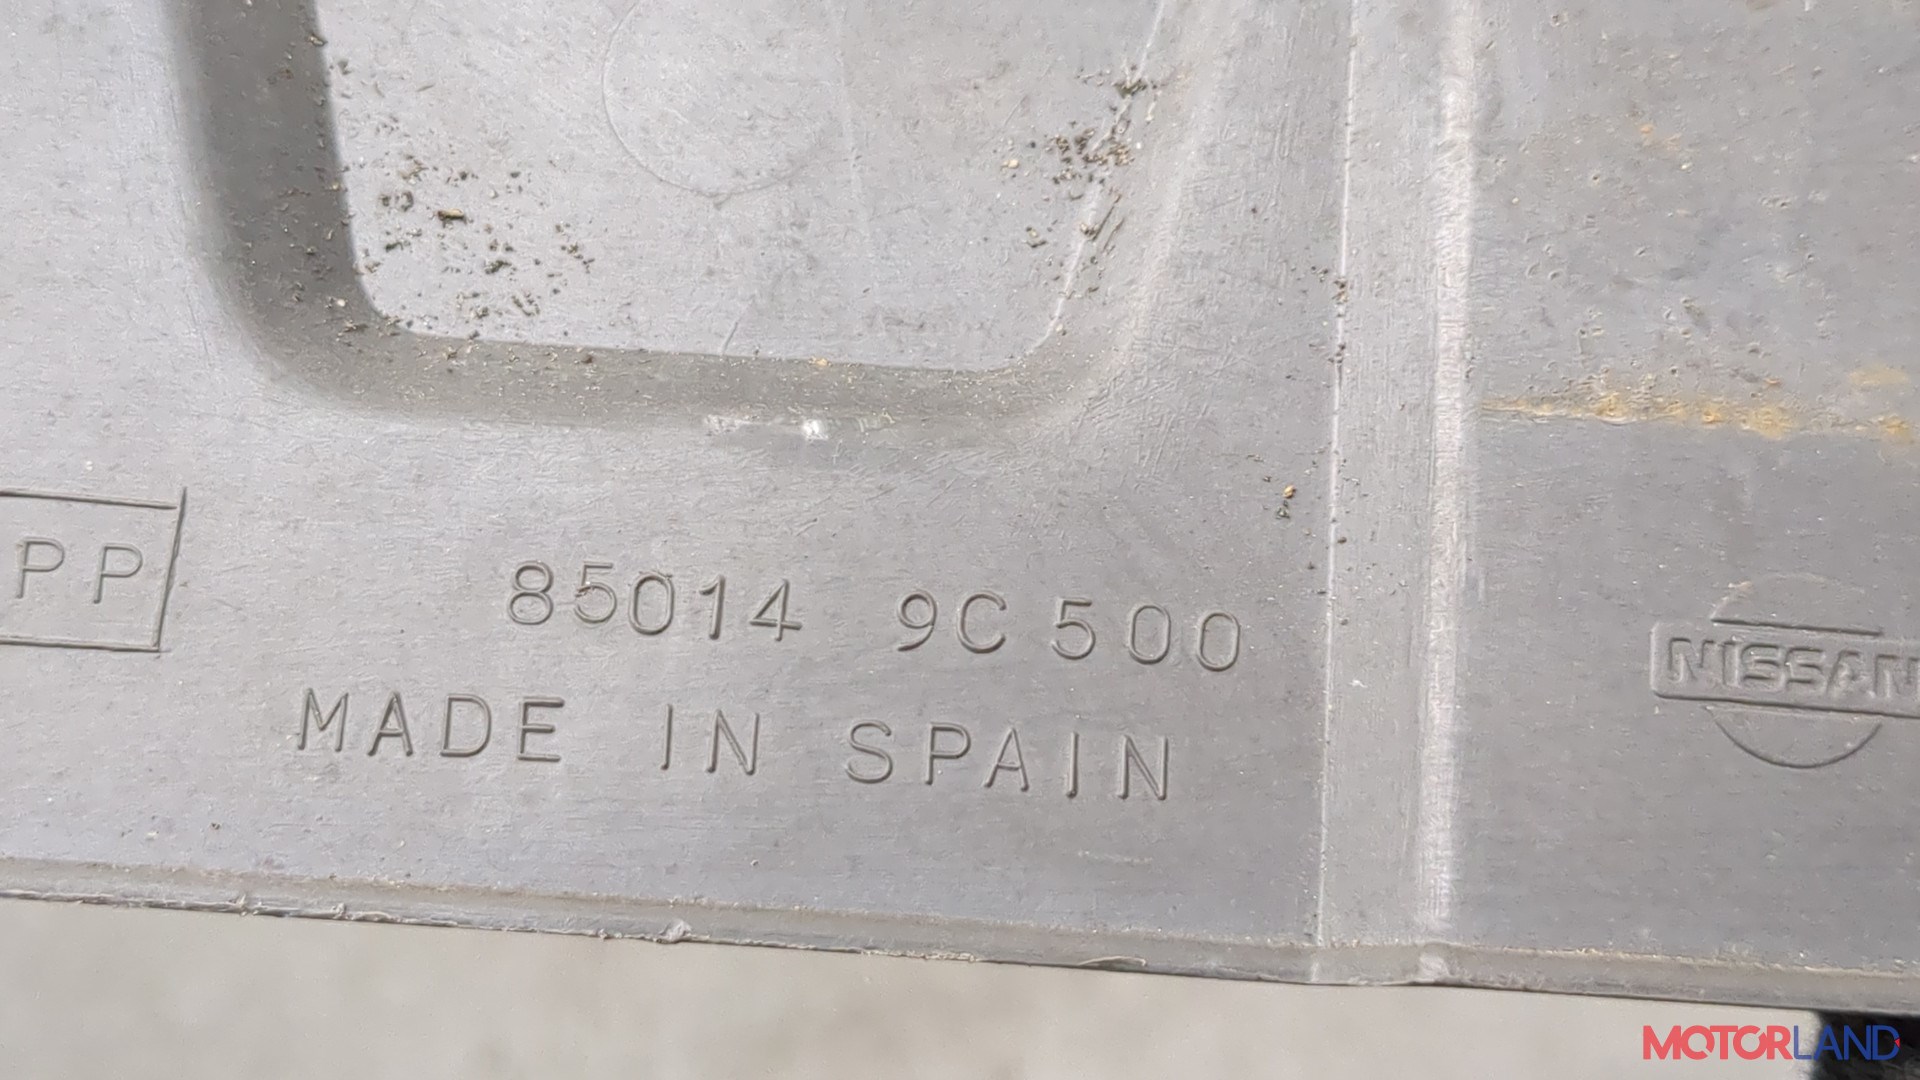 PP
85014 9C500
MADE IN SPAIN
NISSAN
MOTORLAND